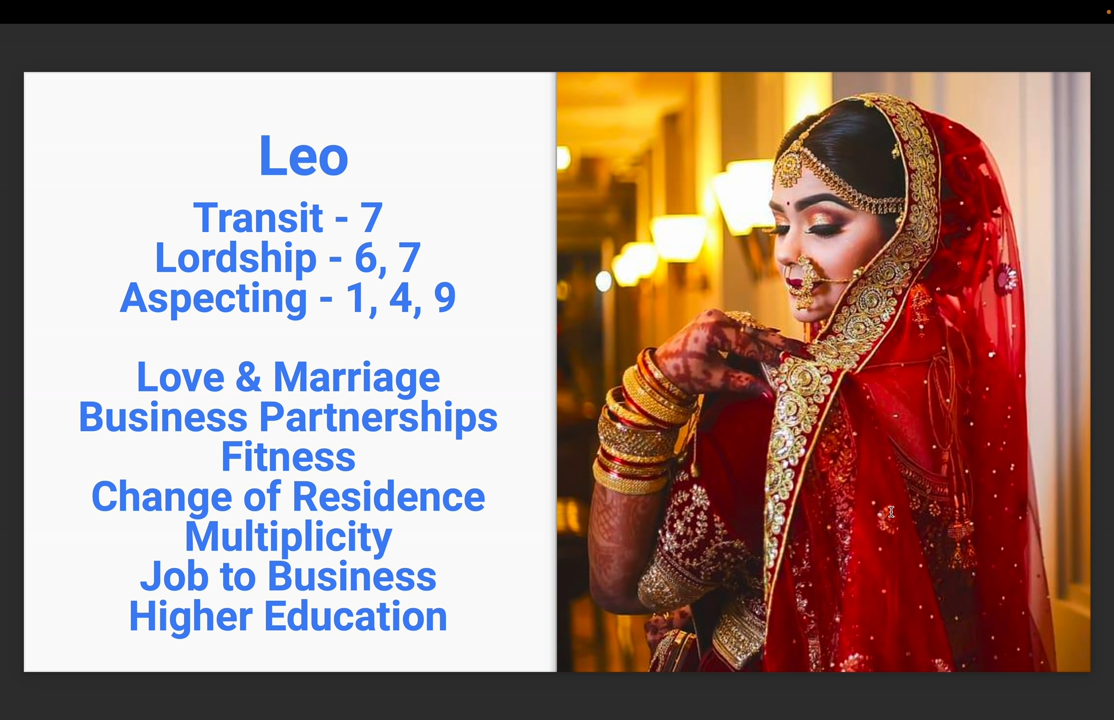 Leo
Transit - 7
Lordship - 6, 7
Aspecting - 1, 4, 9
Love & Marriage
Business Partnerships
Fitness
Change of Residence
Multiplicity
Job to Business
Higher Education